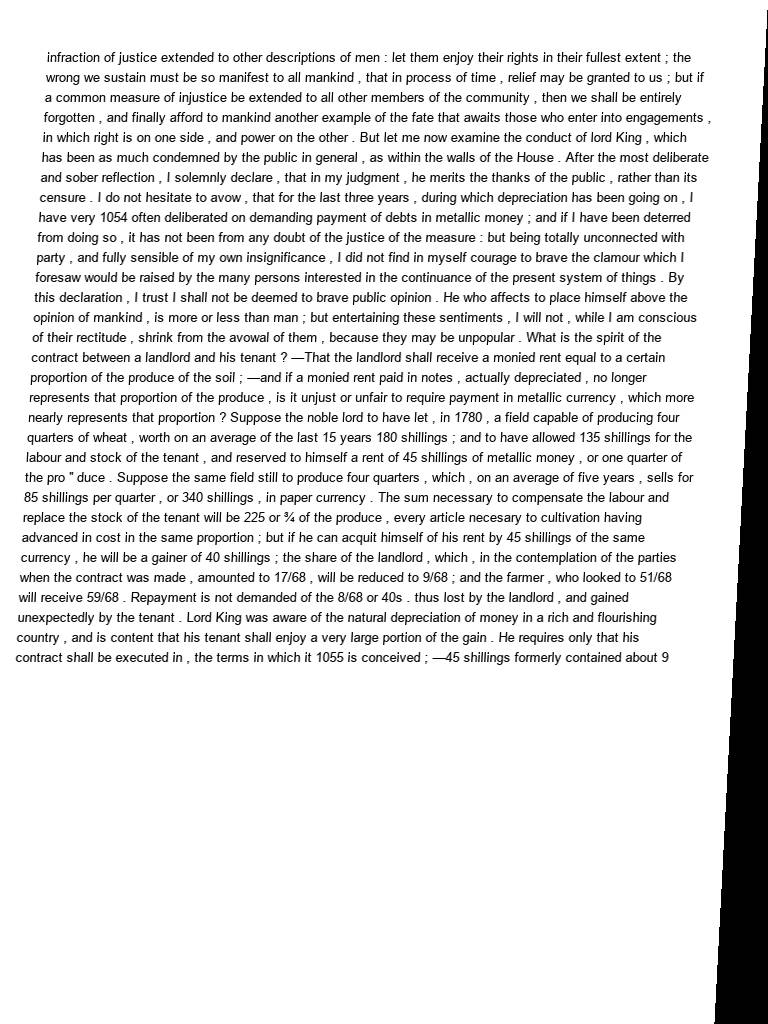 infraction of justice extended to other descriptions of men : let them enjoy their rights in their fullest extent ; the
wrong we sustain must be so manifest to all mankind , that in process of time , relief may be granted to us ; but if
a common measure of injustice be extended to all other members of the community , then we shall be entirely
forgotten , and finally afford to mankind another example of the fate that awaits those who enter into engagements ,
in which right is on one side , and power on the other . But let me now examine the conduct of lord King , which
has been as much condemned by the public in general , as within the walls of the House . After the most deliberate
and sober reflection , I solemnly declare , that in my judgment , he merits the thanks of the public , rather than its
censure . I do not hesitate to avow , that for the last three years , during which depreciation has been going on , I
have very 1054 often deliberated on demanding payment of debts in metallic money ; and if I have been deterred
from doing so , it has not been from any doubt of the justice of the measure : but being totally unconnected with
party , and fully sensible of my own insignificance , I did not find in myself courage to brave the clamour which I
foresaw would be raised by the many persons interested in the continuance of the present system of things . By
this declaration , I trust I shall not be deemed to brave public opinion . He who affects to place himself above the
opinion of mankind , is more or less than man ; but entertaining these sentiments , I will not , while I am conscious
of their rectitude , shrink from the avowal of them , because they may be unpopular . What is the spirit of the
contract between a landlord and his tenant ? —That the landlord shall receive a monied rent equal to a certain
proportion of the produce of the soil ; —and if a monied rent paid in notes , actually depreciated , no longer
represents that proportion of the produce , is it unjust or unfair to require payment in metallic currency , which more
nearly represents that proportion ? Suppose the noble lord to have let , in 1780 , a field capable of producing four
quarters of wheat , worth on an average of the last 15 years 180 shillings ; and to have allowed 135 shillings for the
labour and stock of the tenant , and reserved to himself a rent of 45 shillings of metallic money , or one quarter of
the pro " duce . Suppose the same field still to produce four quarters , which , on an average of five years , sells for
85 shillings per quarter , or 340 shillings , in paper currency . The sum necessary to compensate the labour and
replace the stock of the tenant will be 225 or ¾ of the produce , every article necesary to cultivation having
advanced in cost in the same proportion ; but if he can acquit himself of his rent by 45 shillings of the same
currency , he will be a gainer of 40 shillings ; the share of the landlord , which , in the contemplation of the parties
when the contract was made , amounted to 17/68 , will be reduced to 9/68 ; and the farmer , who looked to 51/68
will receive 59/68 . Repayment is not demanded of the 8/68 or 40s . thus lost by the landlord , and gained
unexpectedly by the tenant . Lord King was aware of the natural depreciation of money in a rich and flourishing
country , and is content that his tenant shall enjoy a very large portion of the gain . He requires only that his
contract shall be executed in , the terms in which it 1055 is conceived ; —45 shillings formerly contained about 9